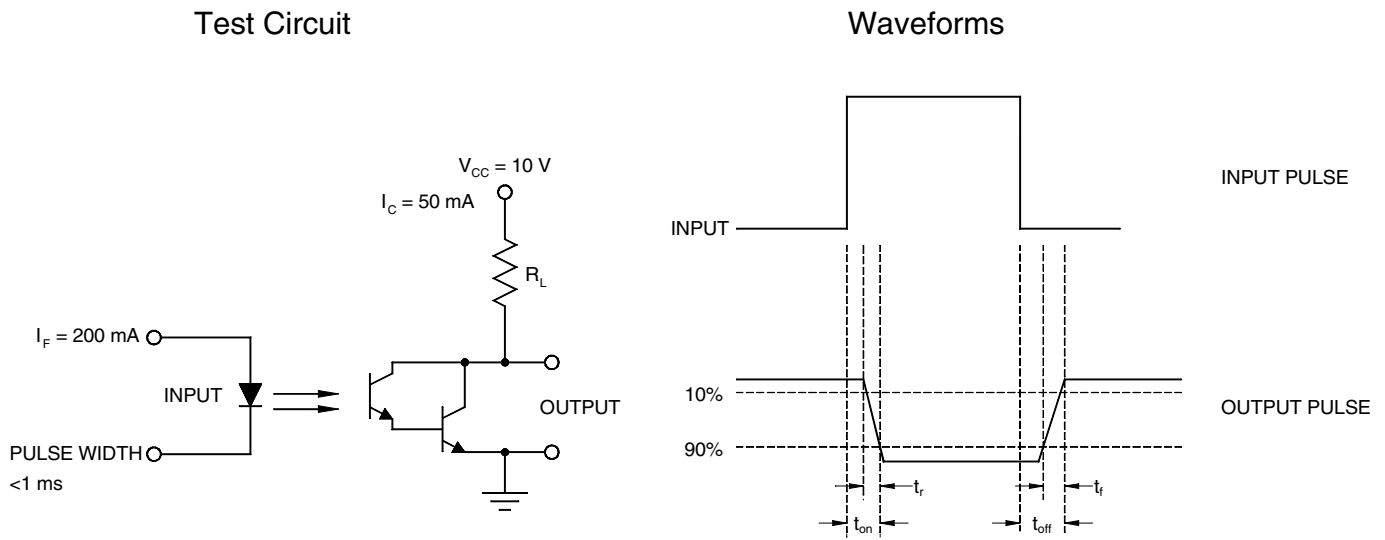 Test Circuit
Waveforms
V_CC = 10 V
I_C = 50 mA
R_L
I_F = 200 mA
INPUT
OUTPUT
PULSE WIDTH
<1 ms
INPUT PULSE
INPUT
10%
90%
OUTPUT PULSE
t_r
t_f
t_on
t_off